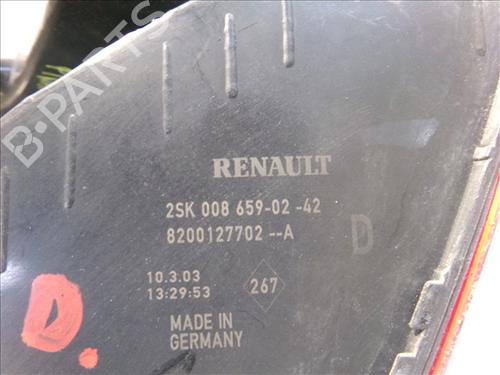 B-PARTS
RENAULT
2SK 008 659-02 -42
8200127702 --A
D
10.3.03
13:29:53
267
MADE IN
GERMANY
D.